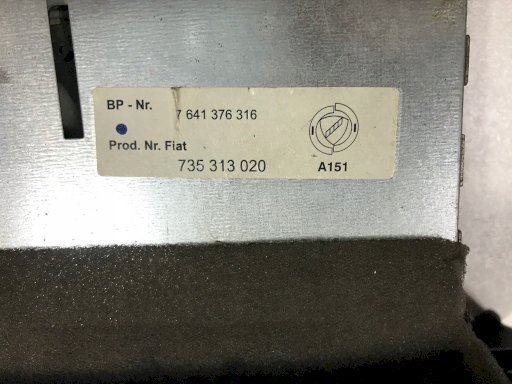 BP - Nr. 7 641 376 316
Prod. Nr. Fiat
735 313 020 A151